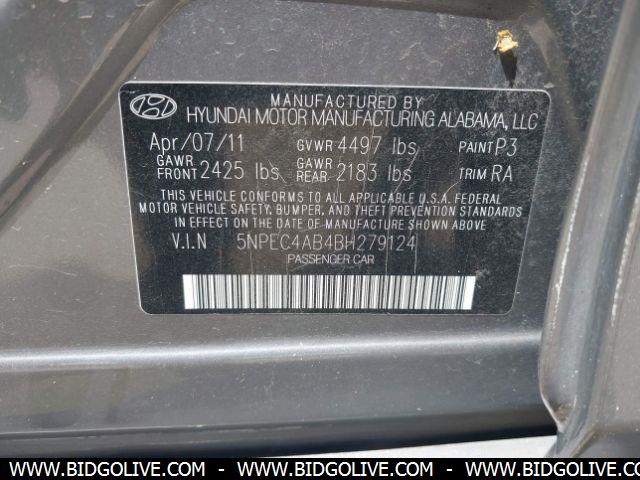 MANUFACTURED BY
HYUNDAI MOTOR MANUFACTURING ALABAMA, LLC
Apr/07/11 GVWR 4497 lbs PAINT P3
GAWR FRONT 2425 lbs GAWR REAR 2183 lbs TRIM RA
THIS VEHICLE CONFORMS TO ALL APPLICABLE U.S.A. FEDERAL
MOTOR VEHICLE SAFETY, BUMPER, AND THEFT PREVENTION
STANDARDS IN EFFECT ON THE DATE OF MANUFACTURE SHOWN ABOVE
V.I.N 5NPEC4AB4BH279124
PASSENGER CAR
WWW.BIDGOLIVE.COM - WWW.BIDGOLIVE.COM - WWW.BIDGOLIVE.COM